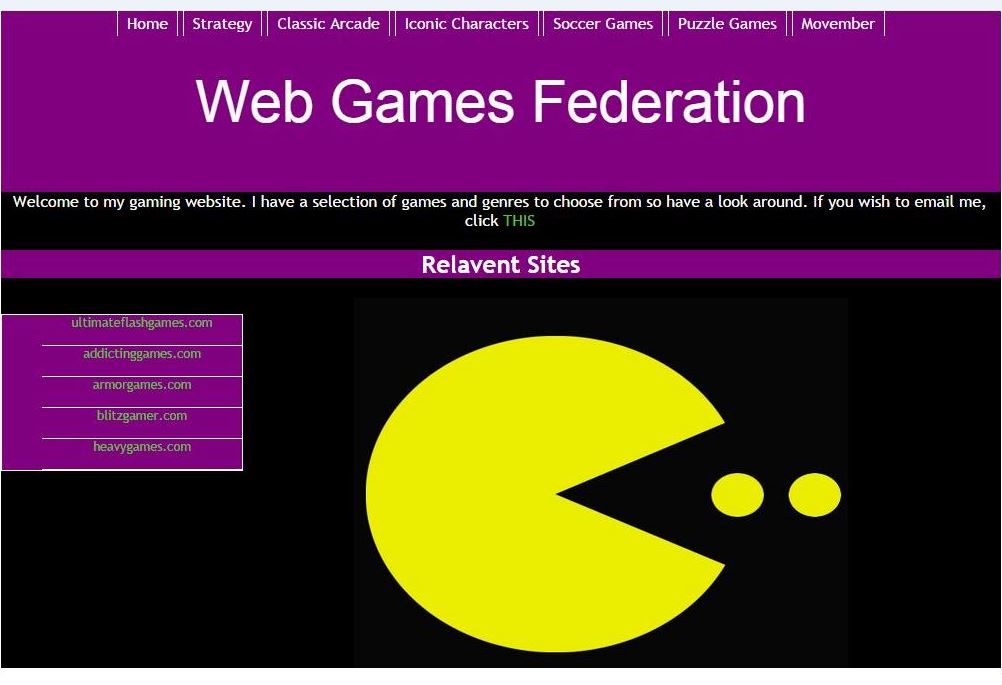 Home Strategy Classic Arcade Iconic Characters Soccer Games Puzzle Games Movember
Web Games Federation
Welcome to my gaming website. I have a selection of games and genres to choose from so have a look around. If you wish to email me,
click THIS
Relavent Sites
ultimateflashgames.com
addictinggames.com
armorgames.com
blitzgamer.com
heavygames.com